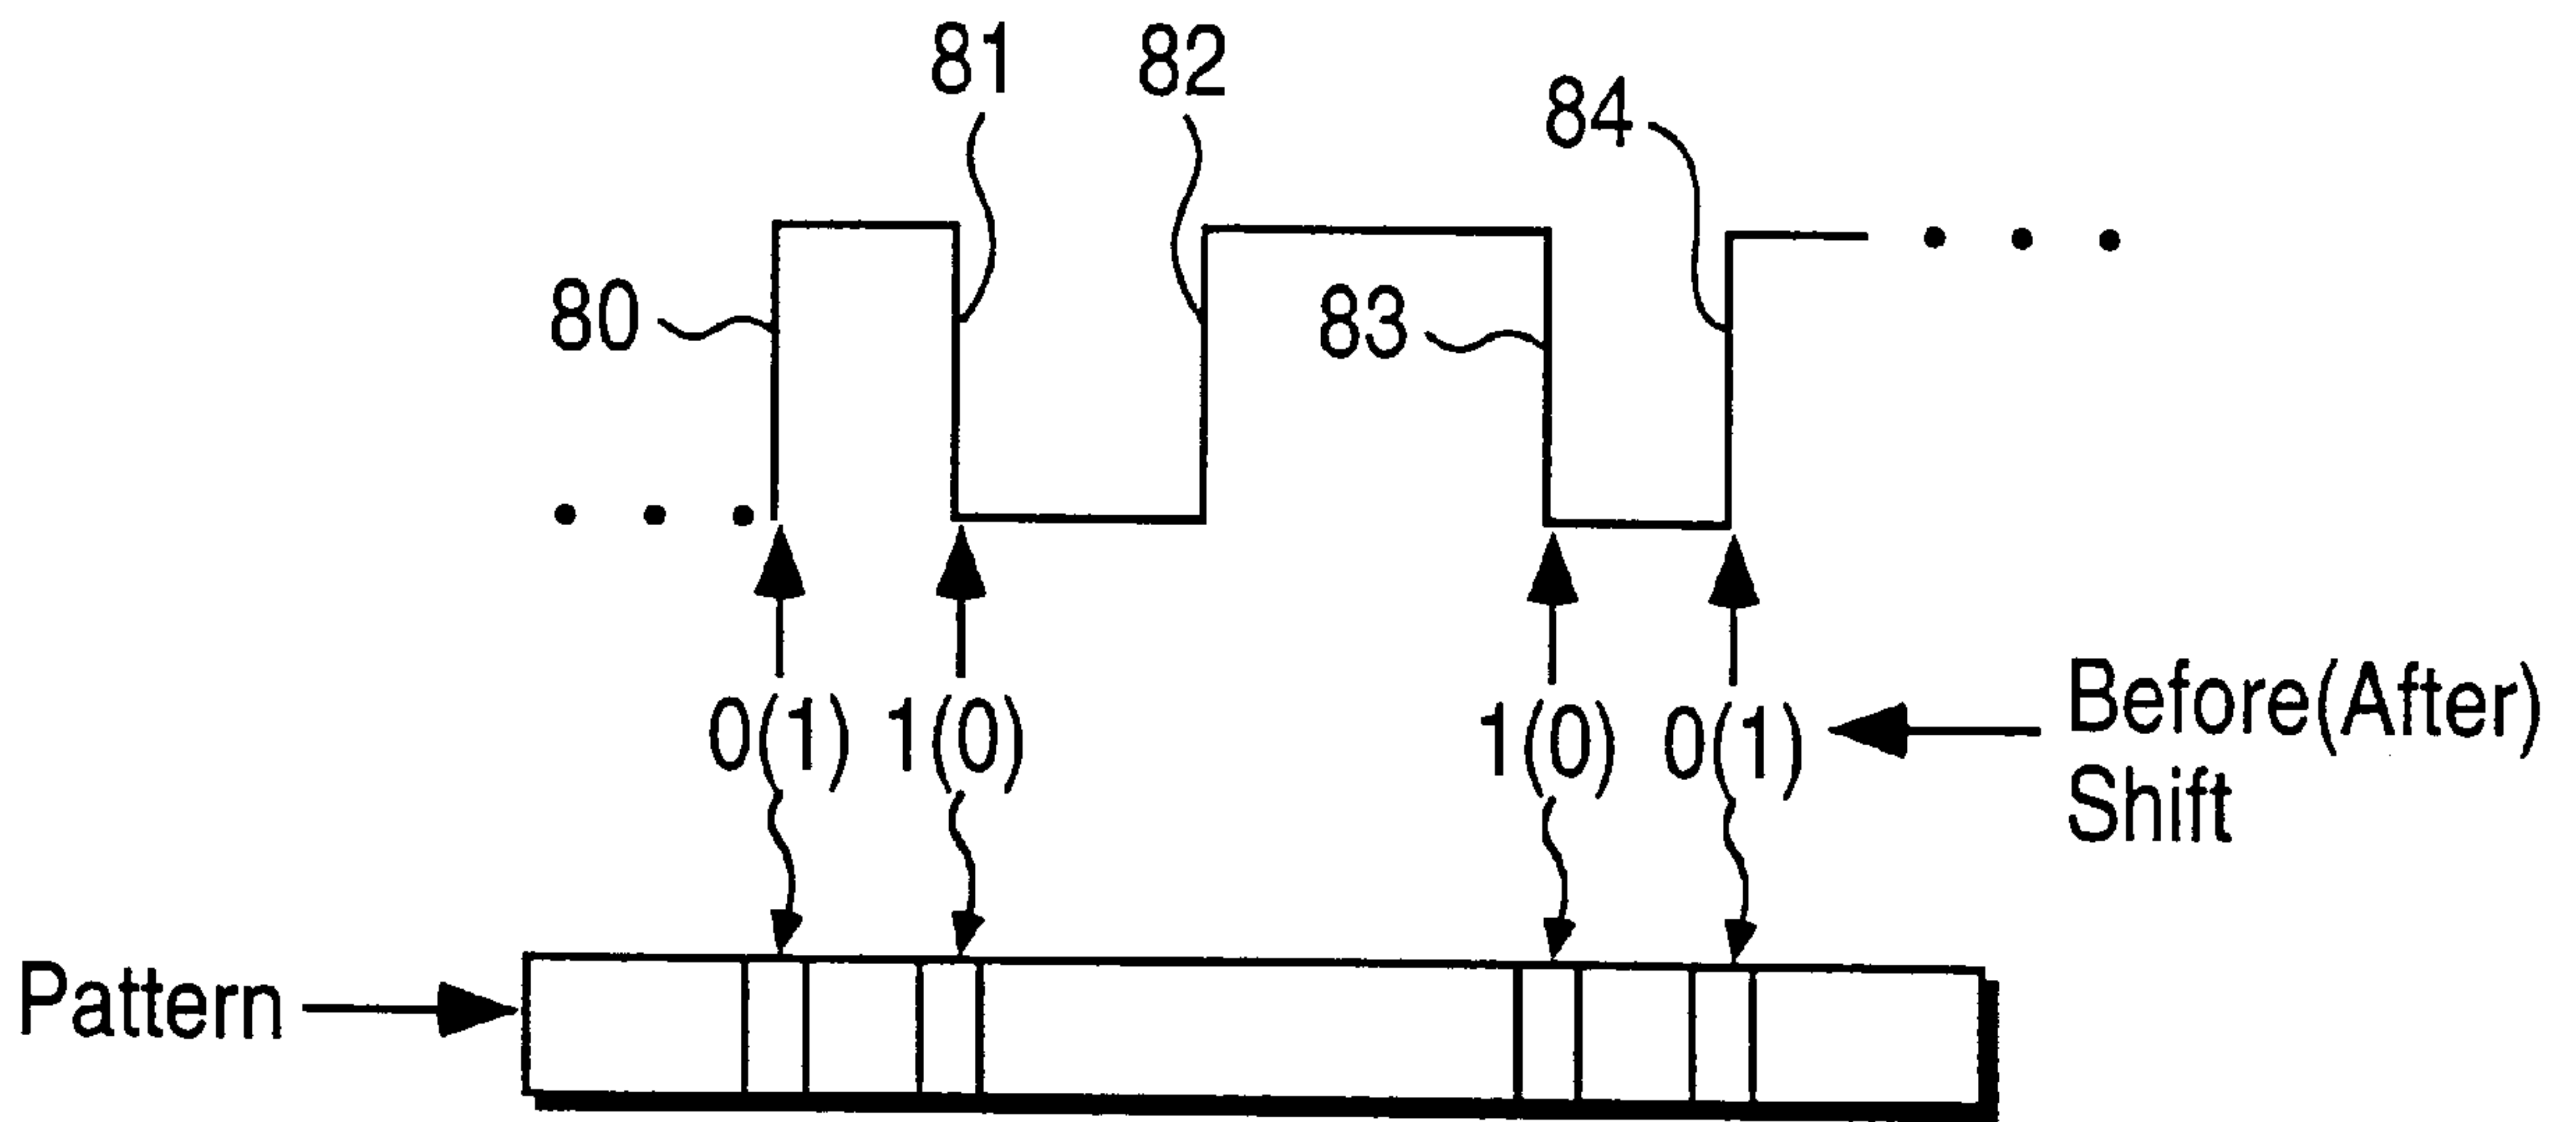 81
82
84
80
83
0(1) 1(0) 1(0) 0(1)
Before(After)
Shift
Pattern